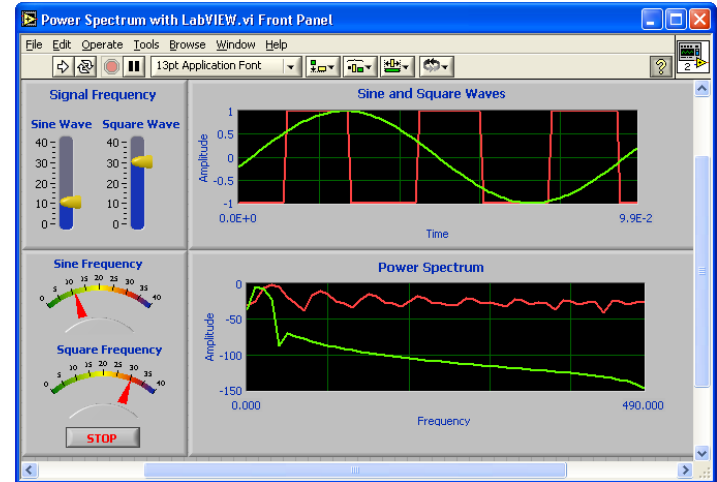 Power Spectrum with LabVIEW.vi Front Panel
File Edit Operate Tools Browse Window Help
13pt Application Font
? 2
Signal Frequency
Sine Wave Square Wave
40 40
30 30
20 20
10 10
0 0
Sine and Square Waves
Amplitude
1
0.5
0
-0.5
-1
0.0E+0 9.9E-2
Time
Sine Frequency
0 5 10 15 20 25 30 35 40
Square Frequency
0 5 10 15 20 25 30 35 40
STOP
Power Spectrum
Amplitude
0
-50
-100
-150
0.000 490.000
Frequency